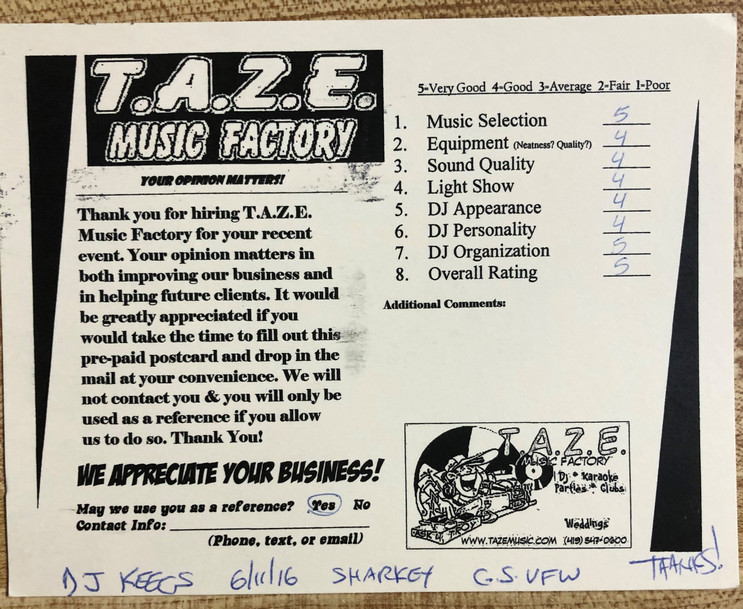 T.A.Z.E.
MUSIC FACTORY
YOUR OPINION MATTERS!
Thank you for hiring T.A.Z.E.
Music Factory for your recent
event. Your opinion matters in
both improving our business and
in helping future clients. It would
be greatly appreciated if you
would take the time to fill out this
pre-paid postcard and drop in the
mail at your convenience. We will
not contact you & you will only be
used as a reference if you allow
us to do so. Thank You!
WE APPRECIATE YOUR BUSINESS!
May we use you as a reference? Yes No
Contact Info:
(Phone, text, or email)
5=Very Good 4=Good 3=Average 2=Fair 1=Poor
1. Music Selection 5
2. Equipment (Neatness? Quality?) 4
3. Sound Quality 4
4. Light Show 4
5. DJ Appearance 4
6. DJ Personality 4
7. DJ Organization 5
8. Overall Rating 5
Additional Comments:
T.A.Z.E.
MUSIC FACTORY
Dj * Karaoke
Parties * Clubs
Weddings
WWW.TAZEMUSIC.COM (419) 547-0800
DJ KEGGS 6/11/16 SHARKEY C.S. VFW THANKS!